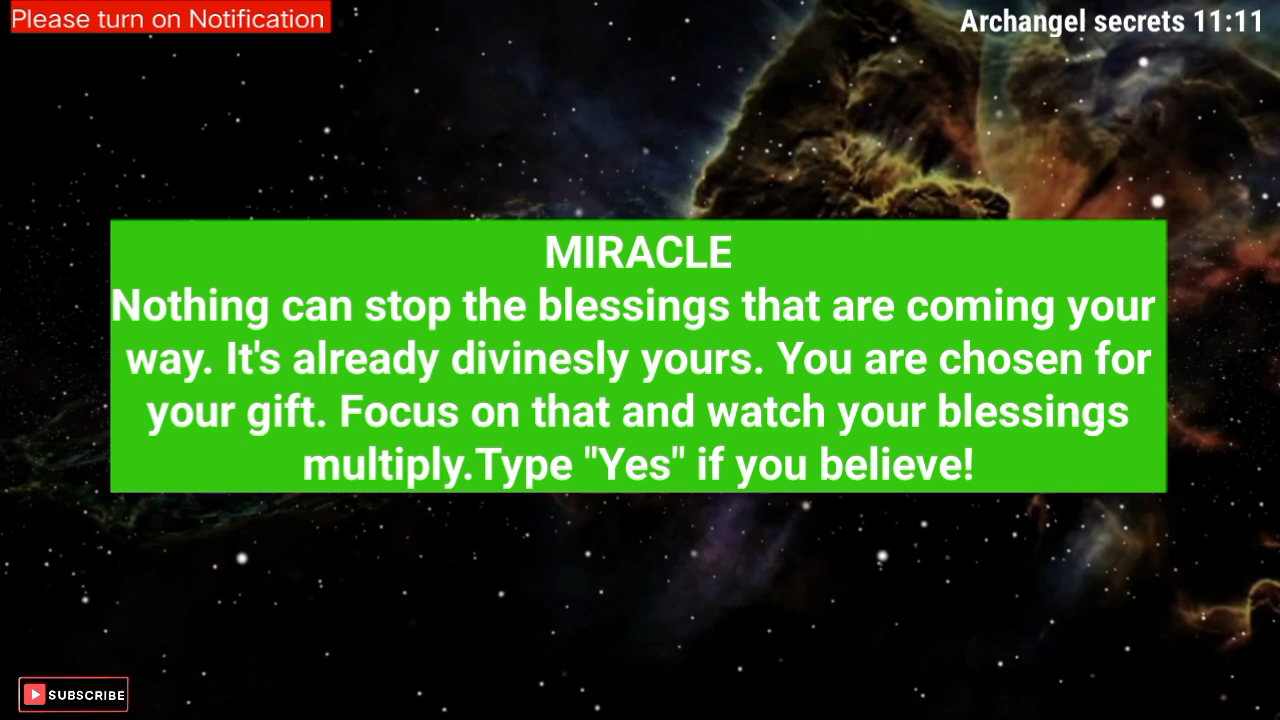 Please turn on Notification
Archangel secrets 11:11
MIRACLE
Nothing can stop the blessings that are coming your
way. It's already divinesly yours. You are chosen for
your gift. Focus on that and watch your blessings
multiply.Type "Yes" if you believe!
SUBSCRIBE